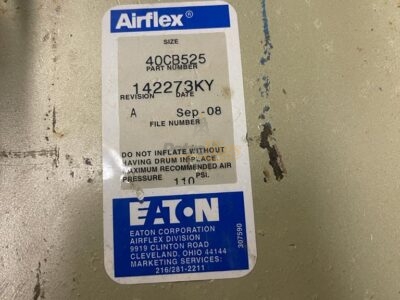 Airflex®
SIZE
40CB525
PART NUMBER
142273KY
REVISION DATE
A Sep-08
FILE NUMBER
DO NOT INFLATE WITHOUT
HAVING DRUM IN PLACE
MAXIMUM RECOMMENDED AIR
PRESSURE 110 PSI.
EATON
EATON CORPORATION
AIRFLEX DIVISION
9919 CLINTON ROAD
CLEVELAND, OHIO 44144
MARKETING SERVICES:
216/281-2211
307590